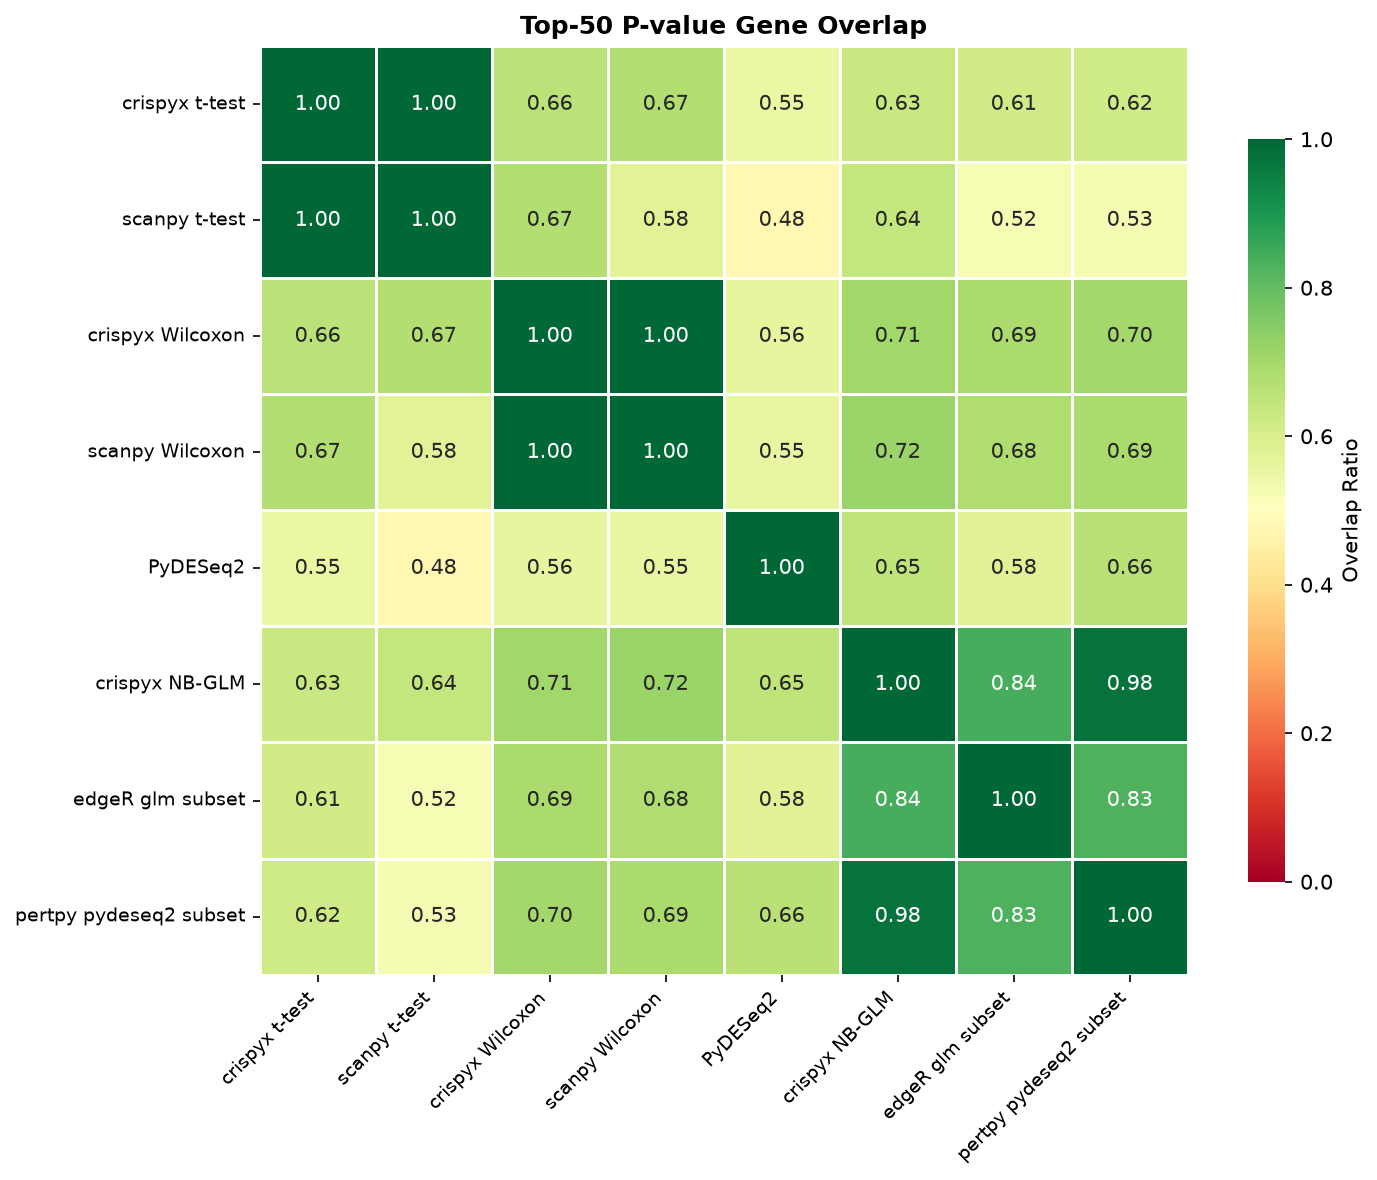 Top-50 P-value Gene Overlap
crispyx t-test 1.00 1.00 0.66 0.67 0.55 0.63 0.61 0.62
scanpy t-test 1.00 1.00 0.67 0.58 0.48 0.64 0.52 0.53
crispyx Wilcoxon 0.66 0.67 1.00 1.00 0.56 0.71 0.69 0.70
scanpy Wilcoxon 0.67 0.58 1.00 1.00 0.55 0.72 0.68 0.69
PyDESeq2 0.55 0.48 0.56 0.55 1.00 0.65 0.58 0.66
crispyx NB-GLM 0.63 0.64 0.71 0.72 0.65 1.00 0.84 0.98
edgeR glm subset 0.61 0.52 0.69 0.68 0.58 0.84 1.00 0.83
pertpy pydeseq2 subset 0.62 0.53 0.70 0.69 0.66 0.98 0.83 1.00
crispyx t-test
scanpy t-test
crispyx Wilcoxon
scanpy Wilcoxon
PyDESeq2
crispyx NB-GLM
edgeR glm subset
pertpy pydeseq2 subset
1.0
0.8
0.6
0.4
0.2
0.0
Overlap Ratio